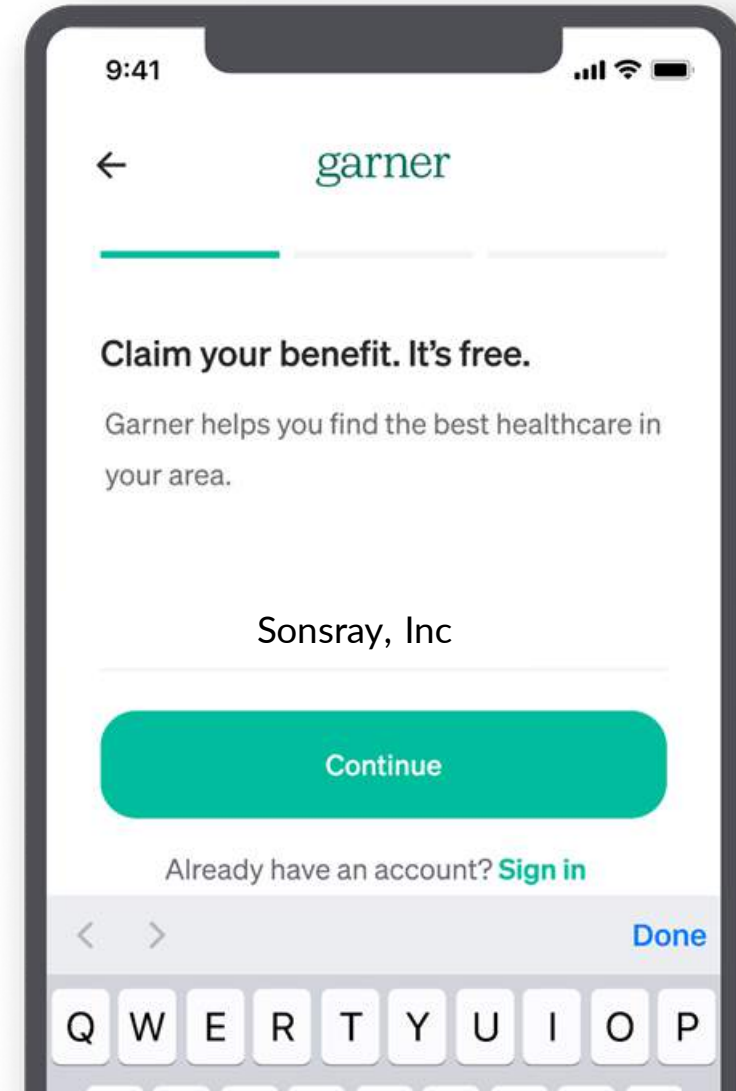 9:41
garner
Claim your benefit. It’s free.
Garner helps you find the best healthcare in
your area.
Sonsray, Inc
Continue
Already have an account? Sign in
Done
Q W E R T Y U I O P